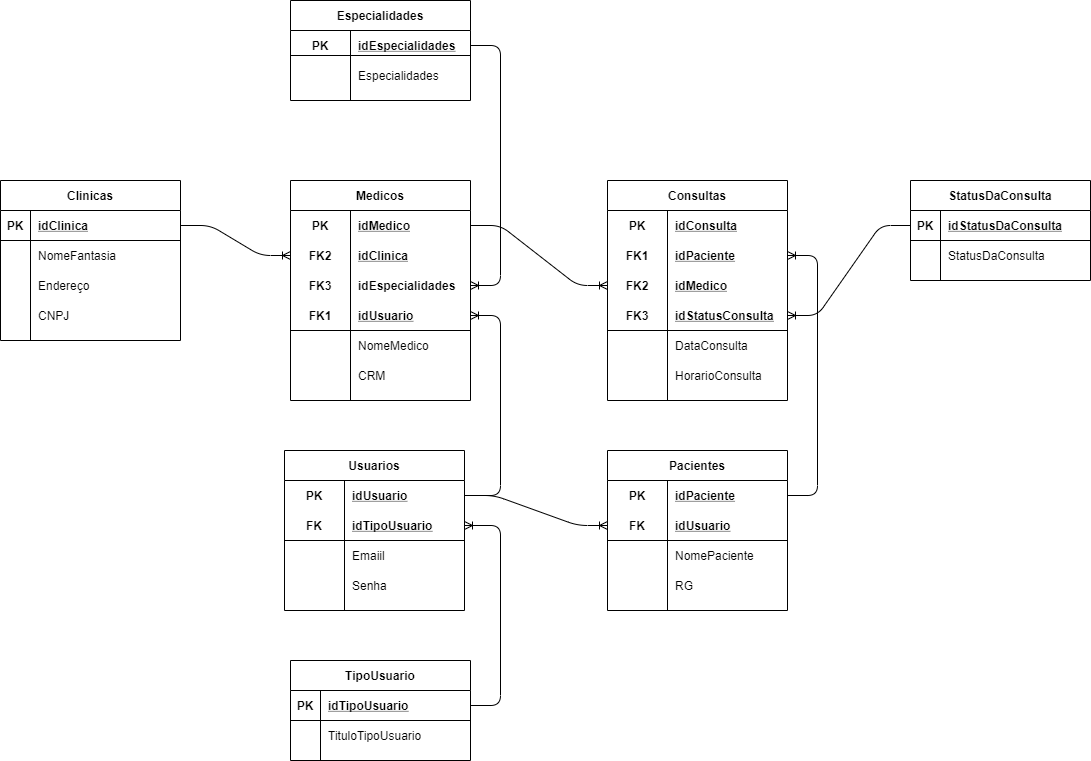 Especialidades
PK idEspecialidades
Especialidades
Clinicas
PK idClinica
NomeFantasia
Endereço
CNPJ
Medicos
PK idMedico
FK2 idClinica
FK3 idEspecialidades
FK1 idUsuario
NomeMedico
CRM
Consultas
PK idConsulta
FK1 idPaciente
FK2 idMedico
FK3 idStatusConsulta
DataConsulta
HorarioConsulta
StatusDaConsulta
PK idStatusDaConsulta
StatusDaConsulta
Usuarios
PK idUsuario
FK idTipoUsuario
Emaiil
Senha
Pacientes
PK idPaciente
FK idUsuario
NomePaciente
RG
TipoUsuario
PK idTipoUsuario
TituloTipoUsuario